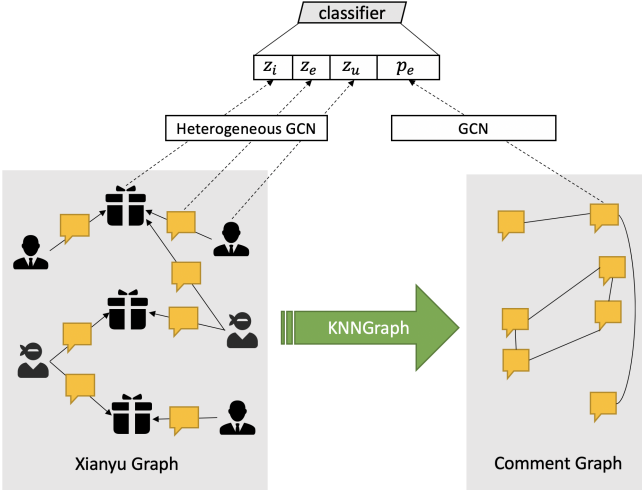 classifier
z_i z_e z_u p_e
Heterogeneous GCN
GCN
KNNGraph
Xianyu Graph
Comment Graph